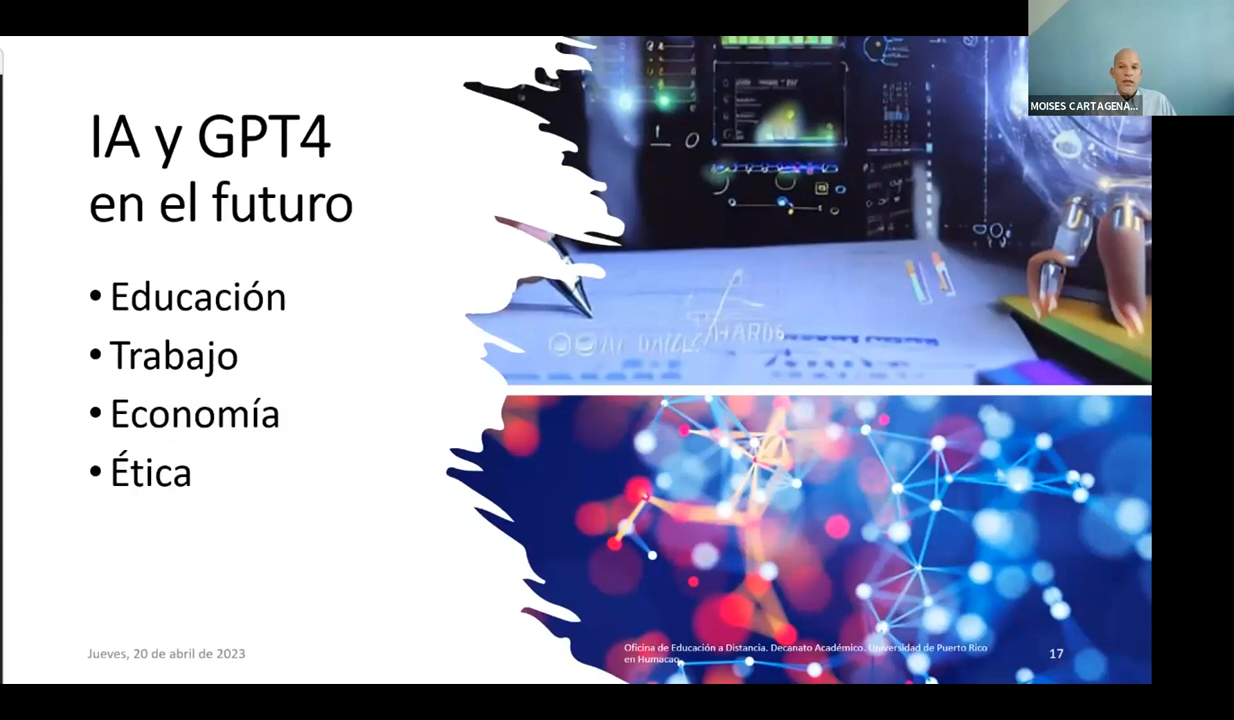 IA y GPT4
en el futuro
• Educación
• Trabajo
• Economía
• Ética
Jueves, 20 de abril de 2023
Oficina de Educación a Distancia. Decanato Académico. Universidad de Puerto Rico
en Humacao.
17
MOISES CARTAGENA...